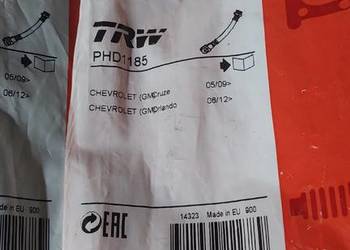 TRW
PHD1185
05/09>
08/12>
CHEVROLET (GM)Cruze
CHEVROLET (GM)Orlando
05/09>
08/12>
Made in EU 900
14323 Made in EU 900
EAC